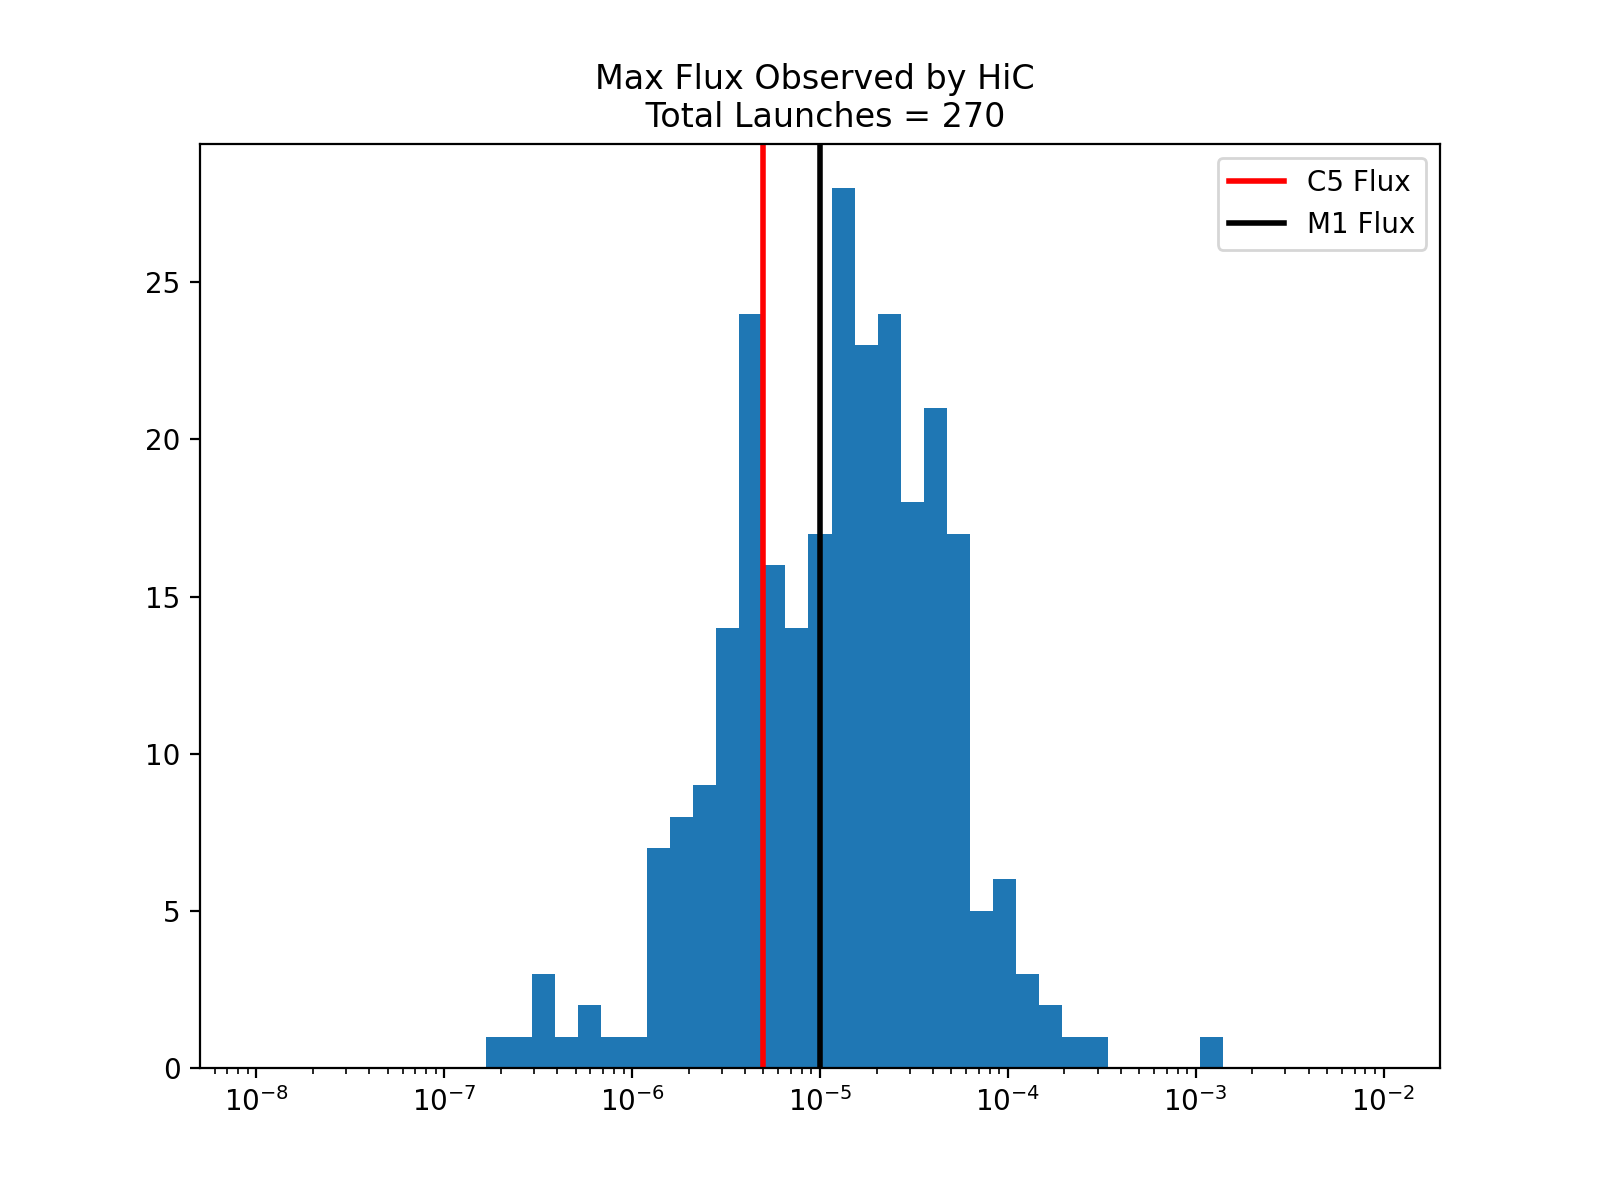 Max Flux Observed by HiC
Total Launches = 270
C5 Flux
M1 Flux
25
20
15
10
5
0
10⁻⁸ 10⁻⁷ 10⁻⁶ 10⁻⁵ 10⁻⁴ 10⁻³ 10⁻²